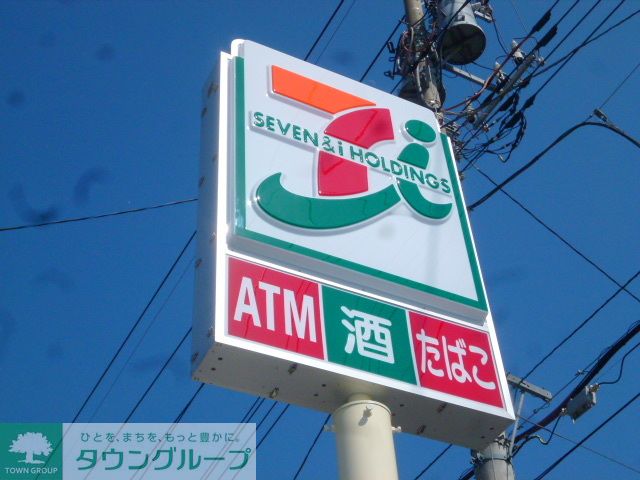 SEVEN & i HOLDINGS
ATM 酒 たばこ
ひとを、まちを、もっと豊かに。
タウングループ
TOWN GROUP